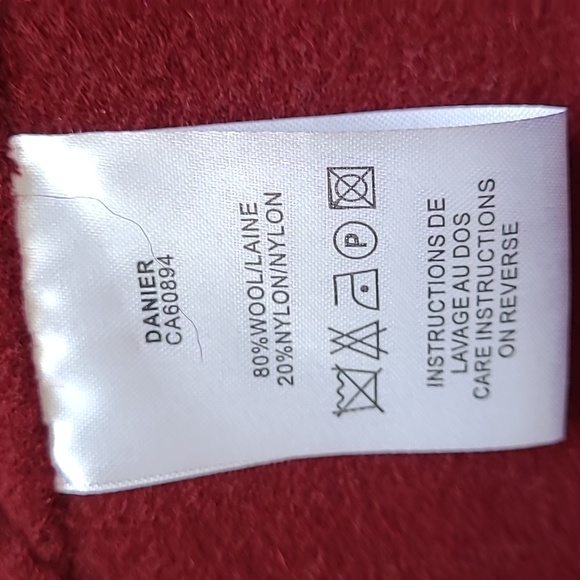 DANIER
CA60894
80%WOOL/LAINE
20%NYLON/NYLON
P
INSTRUCTIONS DE
LAVAGE AU DOS
CARE INSTRUCTIONS
ON REVERSE